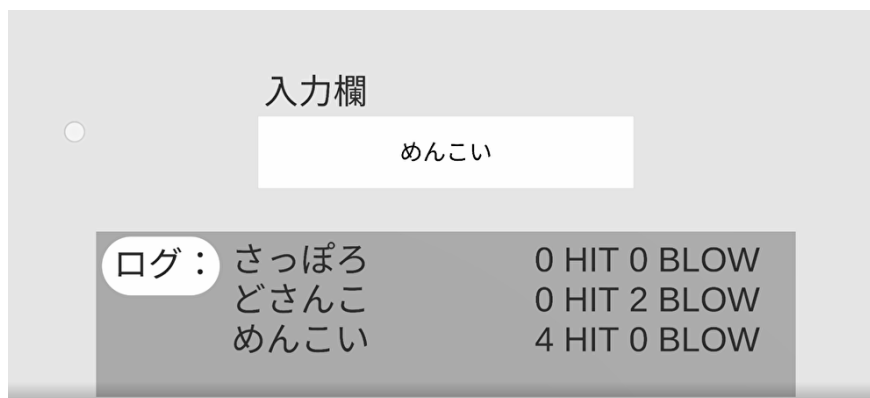 入力欄
めんこい
ログ：
さっぽろ 0 HIT 0 BLOW
どさんこ 0 HIT 2 BLOW
めんこい 4 HIT 0 BLOW